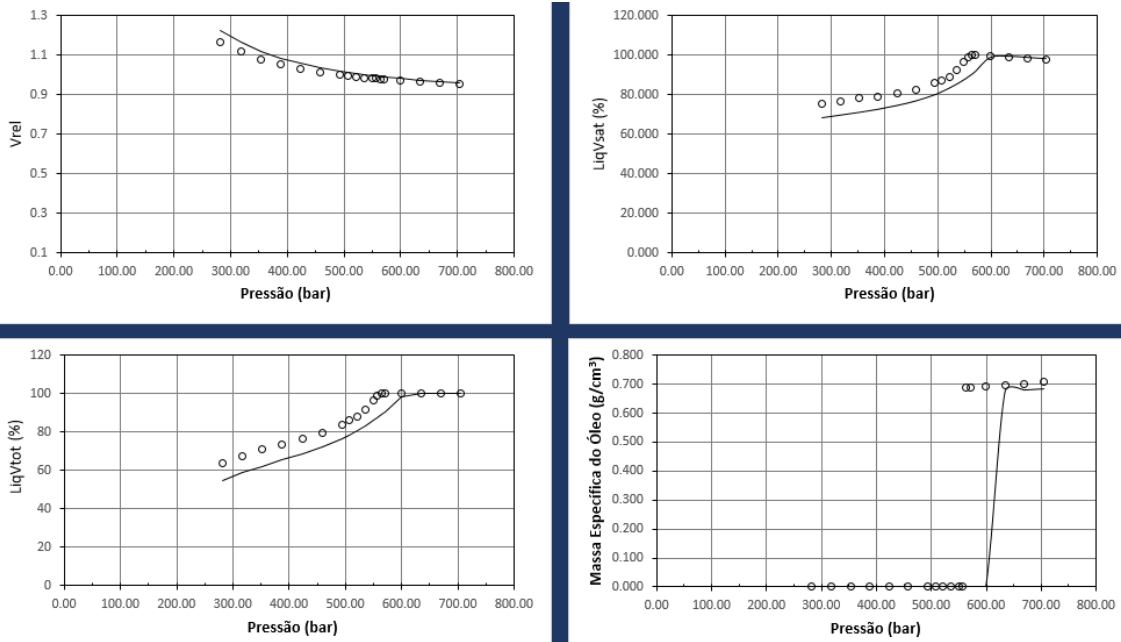 Vrel
1.3
1.1
0.9
0.7
0.5
0.3
0.1
0.00 100.00 200.00 300.00 400.00 500.00 600.00 700.00 800.00
Pressão (bar)
LiqVsat (%)
120.000
100.000
80.000
60.000
40.000
20.000
0.000
0.00 100.00 200.00 300.00 400.00 500.00 600.00 700.00 800.00
Pressão (bar)
LiqVtot (%)
120
100
80
60
40
20
0
0.00 100.00 200.00 300.00 400.00 500.00 600.00 700.00 800.00
Pressão (bar)
Massa Específica do Óleo (g/cm³)
0.800
0.700
0.600
0.500
0.400
0.300
0.200
0.100
0.000
0.00 100.00 200.00 300.00 400.00 500.00 600.00 700.00 800.00
Pressão (bar)